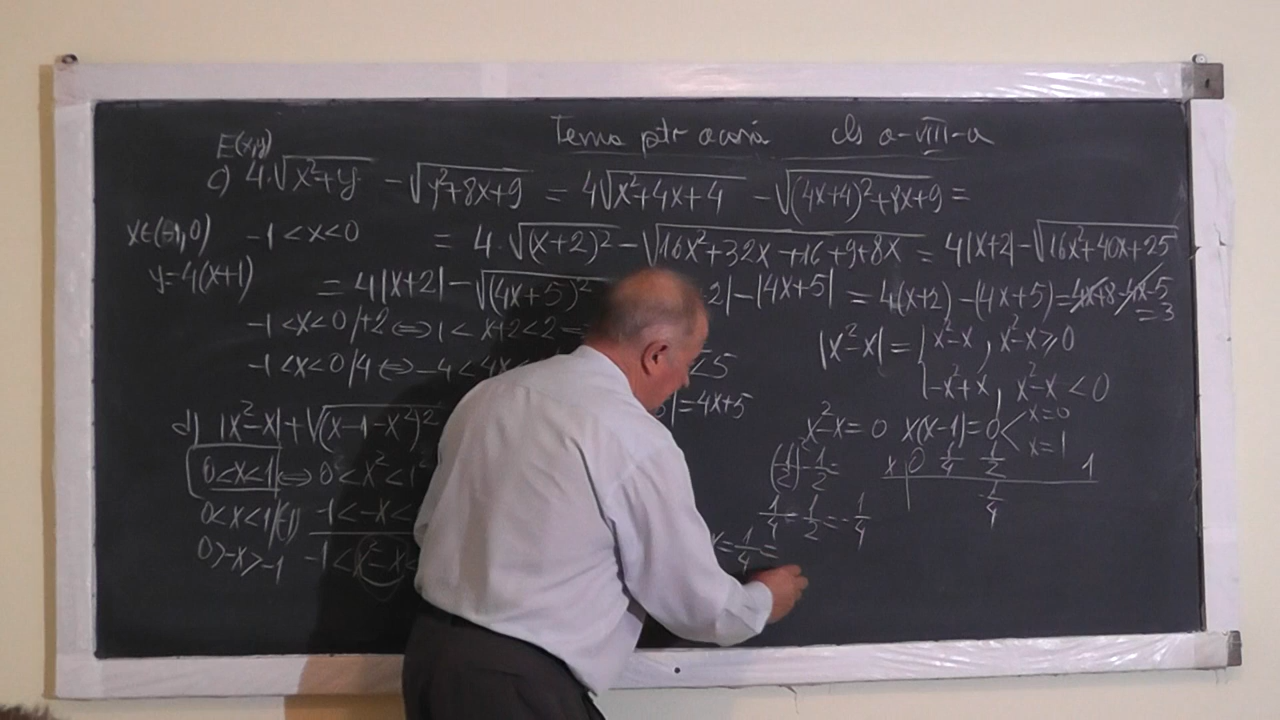 Tema ptr acasă cls a-VIII-a
E(x,y)
c) 4·√(x²+y) - √(y²+8x+9) = 4√(x²+4x+4) - √((4x+4)²+8x+9) =
-1<x<0 = 4·√((x+2)²) - √(16x²+32x+16+9+8x) = 4|x+2| - √(16x²+40x+25)
y=4(x+1) = 4|x+2| - √((4x+5)²) 2| - |4x+5| = 4(x+2) - (4x+5) = 4x+8-4x-5
= 3
-1<x<0/+2 ⟺ 1<x+2<2 |x²-x| = { x²-x, x²-x⩾0
-x²+x, x²-x<0
-1<x<0/4 ⟺ -4<4x <5
|=4x+5
d) |x²-x| + √((x-1-x²)²) x²-x=0 x(x-1)=0 < x=0
x=1
0<x<1 ⟺ 0<x²<1² (1/2)²-1/2= x 0 1/4 1/2 1
-1/4
0<x<1/(-1) -1<-x< 1/4-1/2=-1/4
0>-x>-1 -1<x²-x< x=1/4=